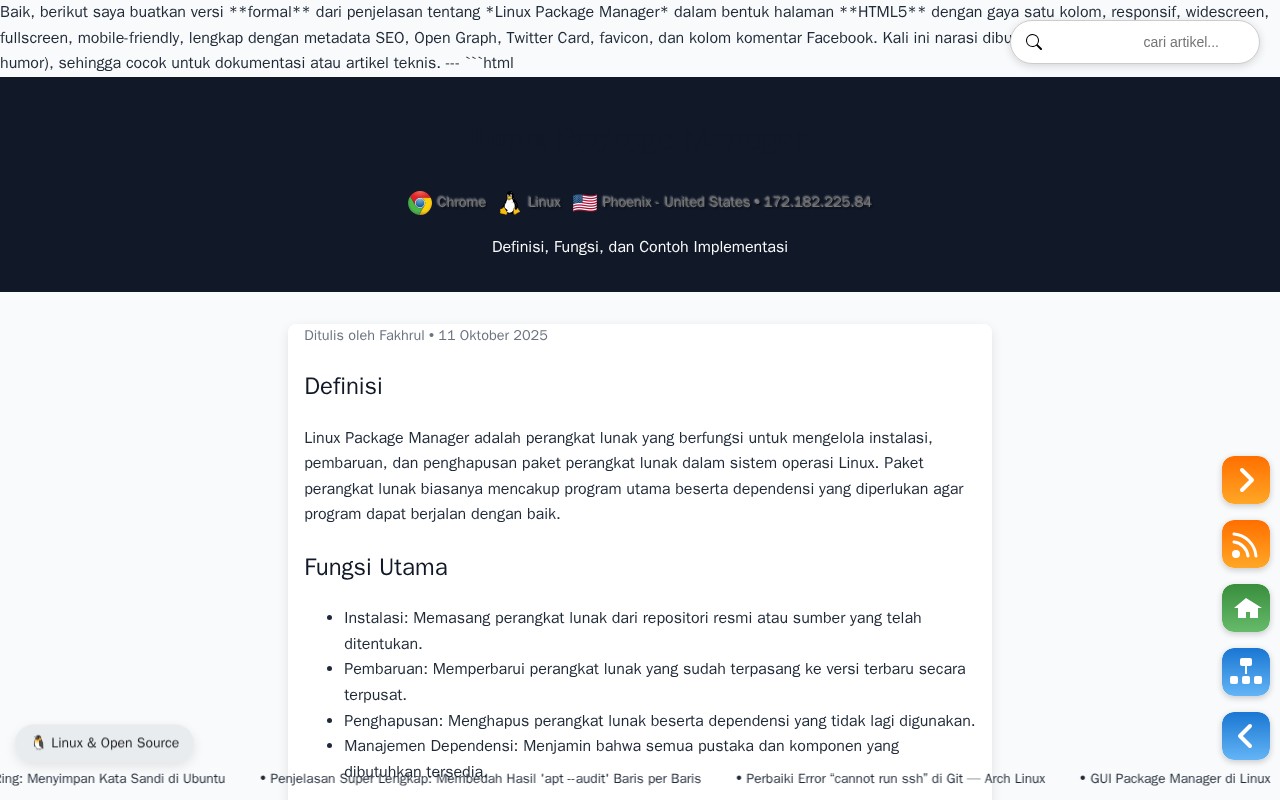 Baik, berikut saya buatkan versi **formal** dari penjelasan tentang *Linux Package Manager* dalam bentuk halaman **HTML5** dengan gaya satu kolom, responsif, widescreen,
fullscreen, mobile-friendly, lengkap dengan metadata SEO, Open Graph, Twitter Card, favicon, dan kolom komentar Facebook. Kali ini narasi
cari artikel...
humor), sehingga cocok untuk dokumentasi atau artikel teknis. --- ```html
Chrome Linux Phoenix - United States • 172.182.225.84
Definisi, Fungsi, dan Contoh Implementasi
Ditulis oleh Fakhrul • 11 Oktober 2025
Definisi
Linux Package Manager adalah perangkat lunak yang berfungsi untuk mengelola instalasi,
pembaruan, dan penghapusan paket perangkat lunak dalam sistem operasi Linux. Paket
perangkat lunak biasanya mencakup program utama beserta dependensi yang diperlukan agar
program dapat berjalan dengan baik.
Fungsi Utama
• Instalasi: Memasang perangkat lunak dari repositori resmi atau sumber yang telah
ditentukan.
• Pembaruan: Memperbarui perangkat lunak yang sudah terpasang ke versi terbaru secara
terpusat.
• Penghapusan: Menghapus perangkat lunak beserta dependensi yang tidak lagi digunakan.
• Manajemen Dependensi: Menjamin bahwa semua pustaka dan komponen yang
dibutuhkan tersedia.
🐧 Linux & Open Source
Ring: Menyimpan Kata Sandi di Ubuntu • Penjelasan Super Lengkap: Membedah Hasil 'apt --audit' Baris per Baris • Perbaiki Error “cannot run ssh” di Git — Arch Linux • GUI Package Manager di Linux